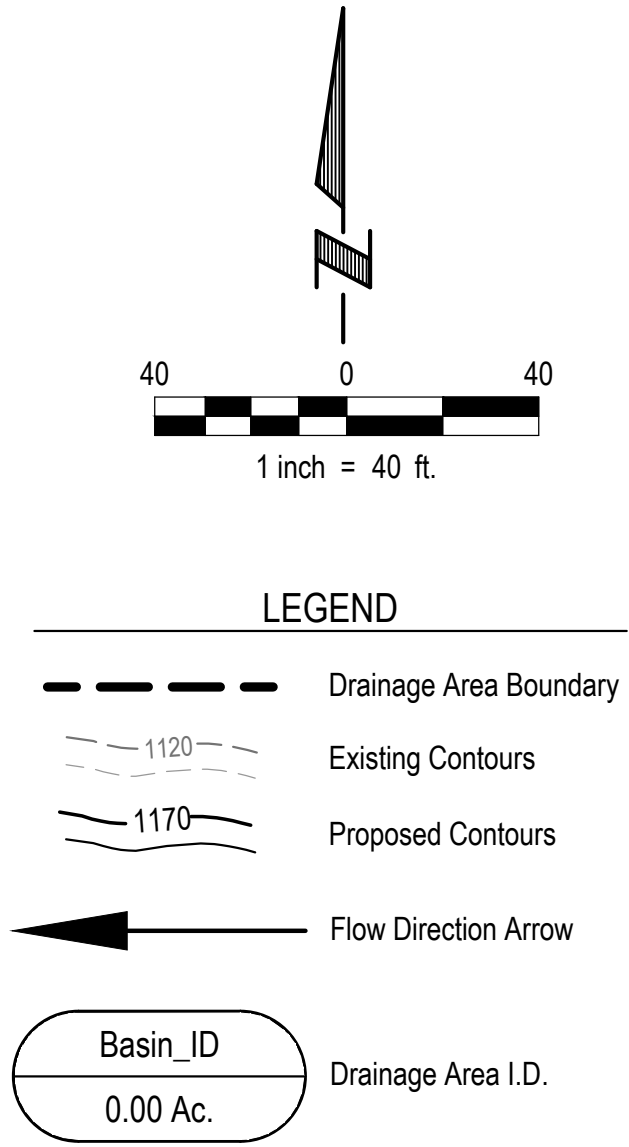 40 0 40
1 inch = 40 ft.
LEGEND
Drainage Area Boundary
1120
Existing Contours
1170
Proposed Contours
Flow Direction Arrow
Basin_ID
0.00 Ac.
Drainage Area I.D.